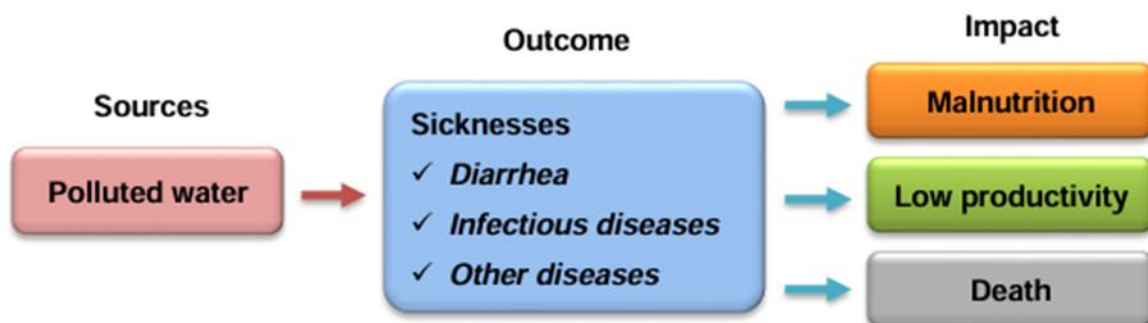 Sources
Polluted water
Outcome
Sicknesses
✓ Diarrhea
✓ Infectious diseases
✓ Other diseases
Impact
Malnutrition
Low productivity
Death